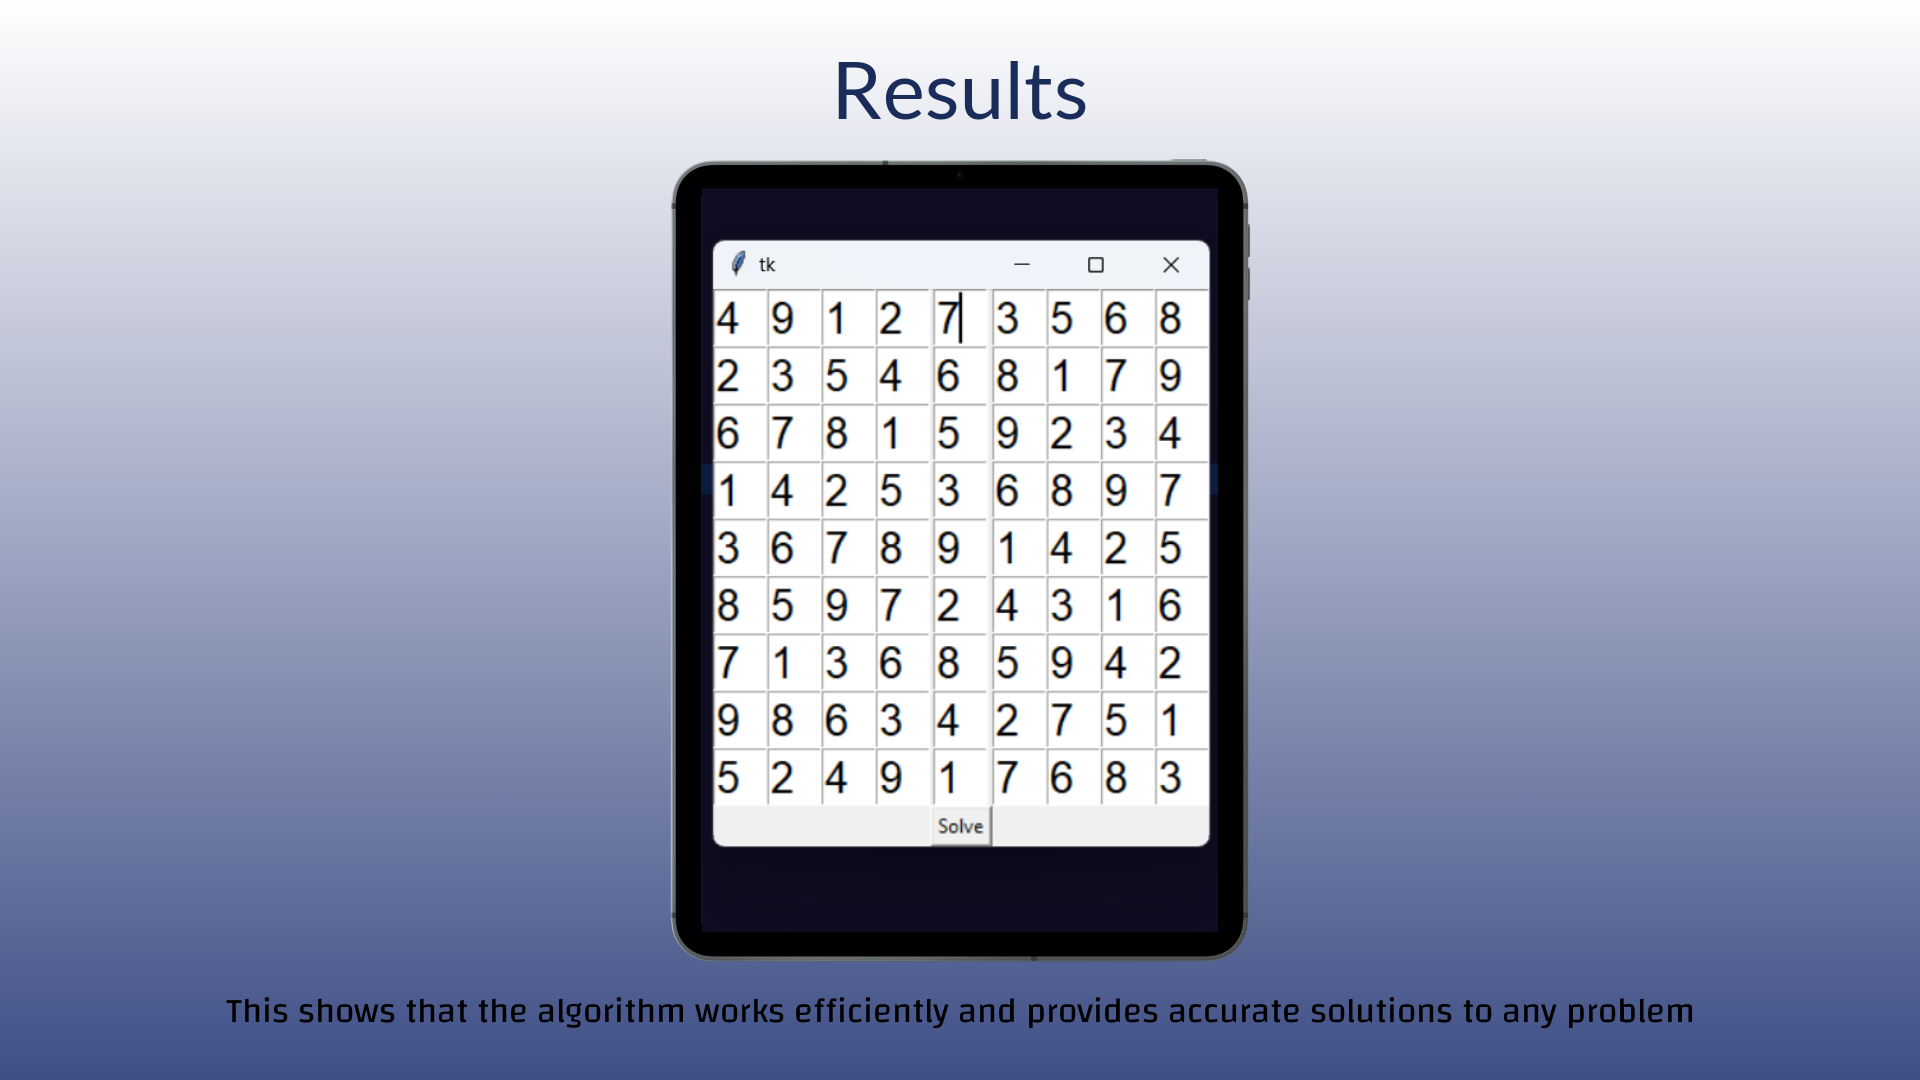 Results
tk
4 9 1 2 7 3 5 6 8
2 3 5 4 6 8 1 7 9
6 7 8 1 5 9 2 3 4
1 4 2 5 3 6 8 9 7
3 6 7 8 9 1 4 2 5
8 5 9 7 2 4 3 1 6
7 1 3 6 8 5 9 4 2
9 8 6 3 4 2 7 5 1
5 2 4 9 1 7 6 8 3
Solve
This shows that the algorithm works efficiently and provides accurate solutions to any problem